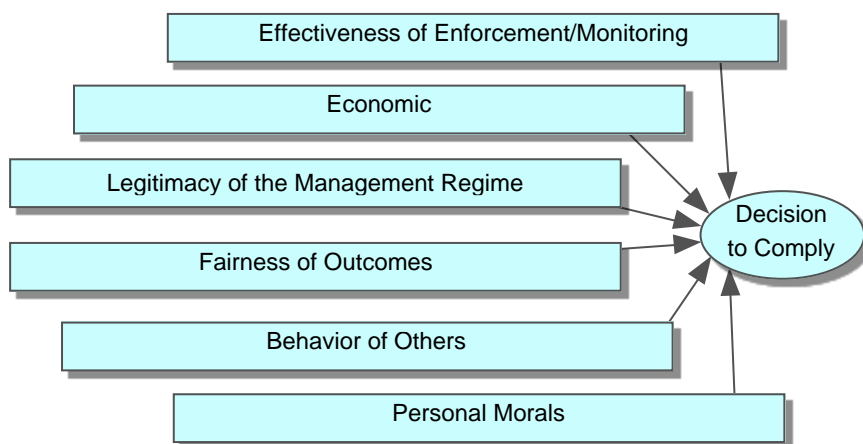 Effectiveness of Enforcement/Monitoring
Economic
Legitimacy of the Management Regime
Fairness of Outcomes
Behavior of Others
Personal Morals
Decision
to Comply